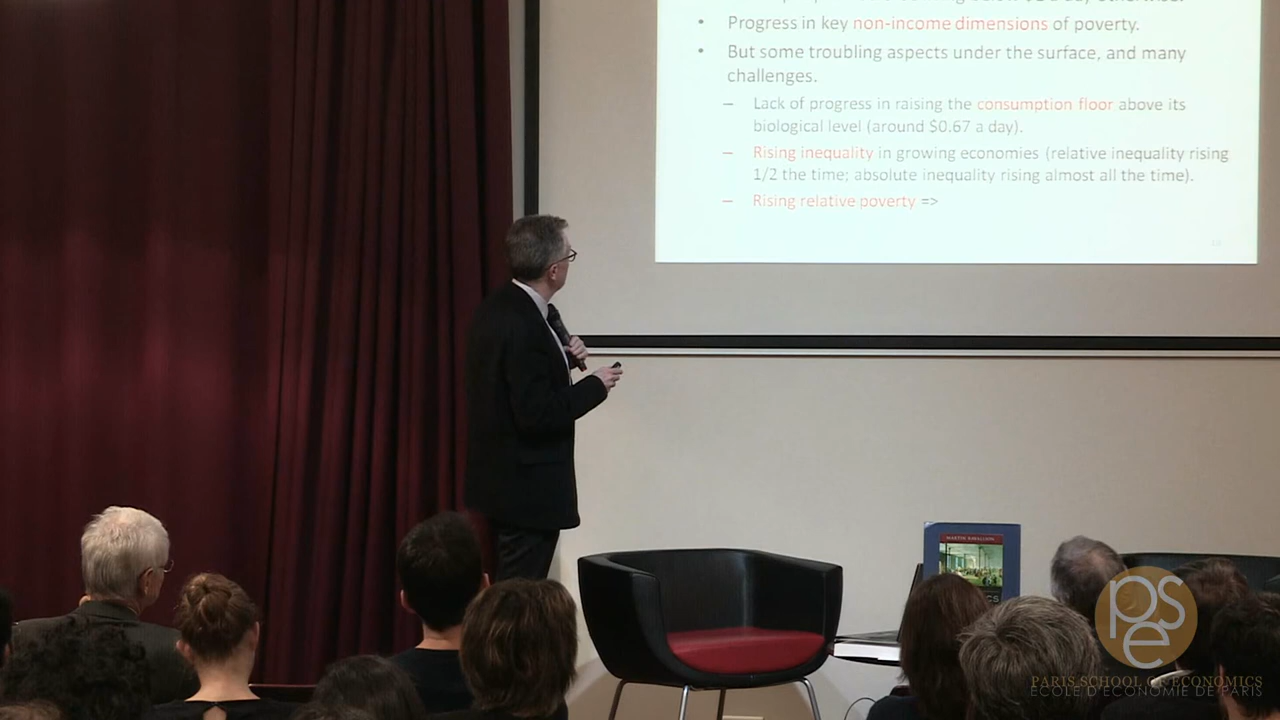 • Progress in key non-income dimensions of poverty.
• But some troubling aspects under the surface, and many
challenges.
– Lack of progress in raising the consumption floor above its
biological level (around $0.67 a day).
– Rising inequality in growing economies (relative inequality rising
1/2 the time; absolute inequality rising almost all the time).
– Rising relative poverty =>
MARTIN RAVALLION
pse
PARIS SCHOOL OF ECONOMICS
ECOLE D'ECONOMIE DE PARIS